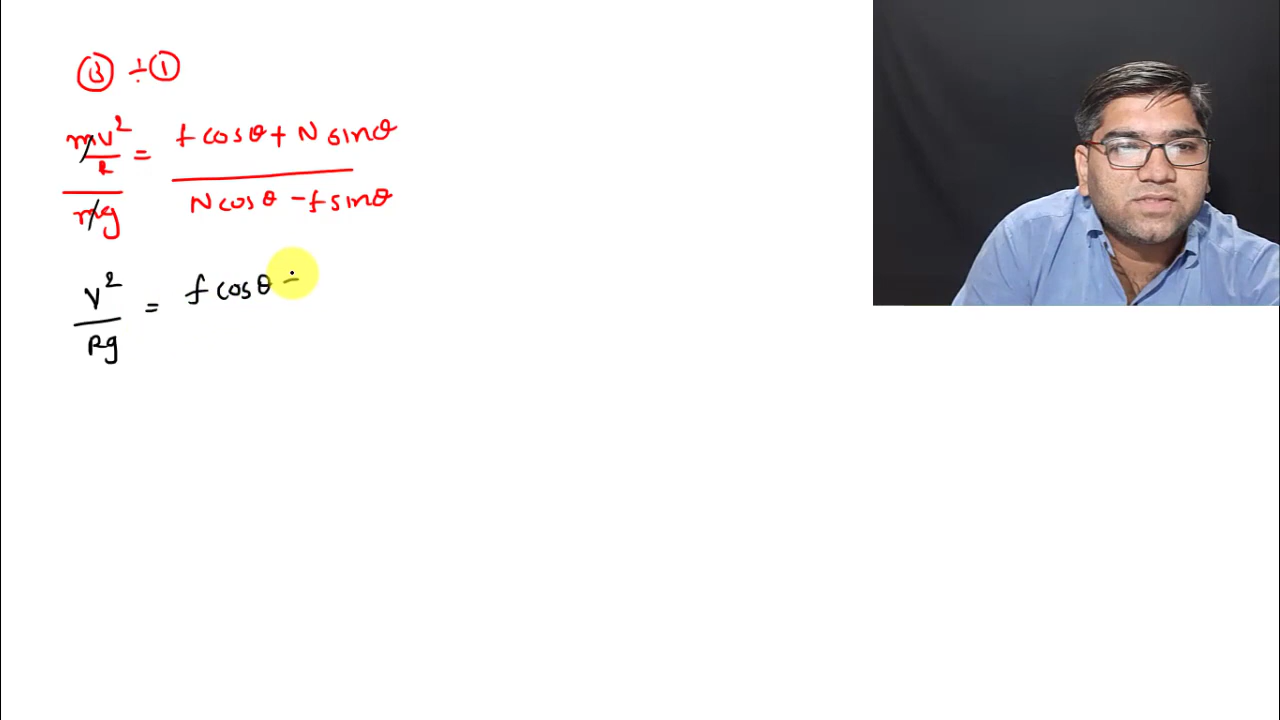 ③ ÷ ①
mv²/R / mg = f cosθ + N sinθ / N cosθ - f sinθ
v²/Rg = f cosθ -